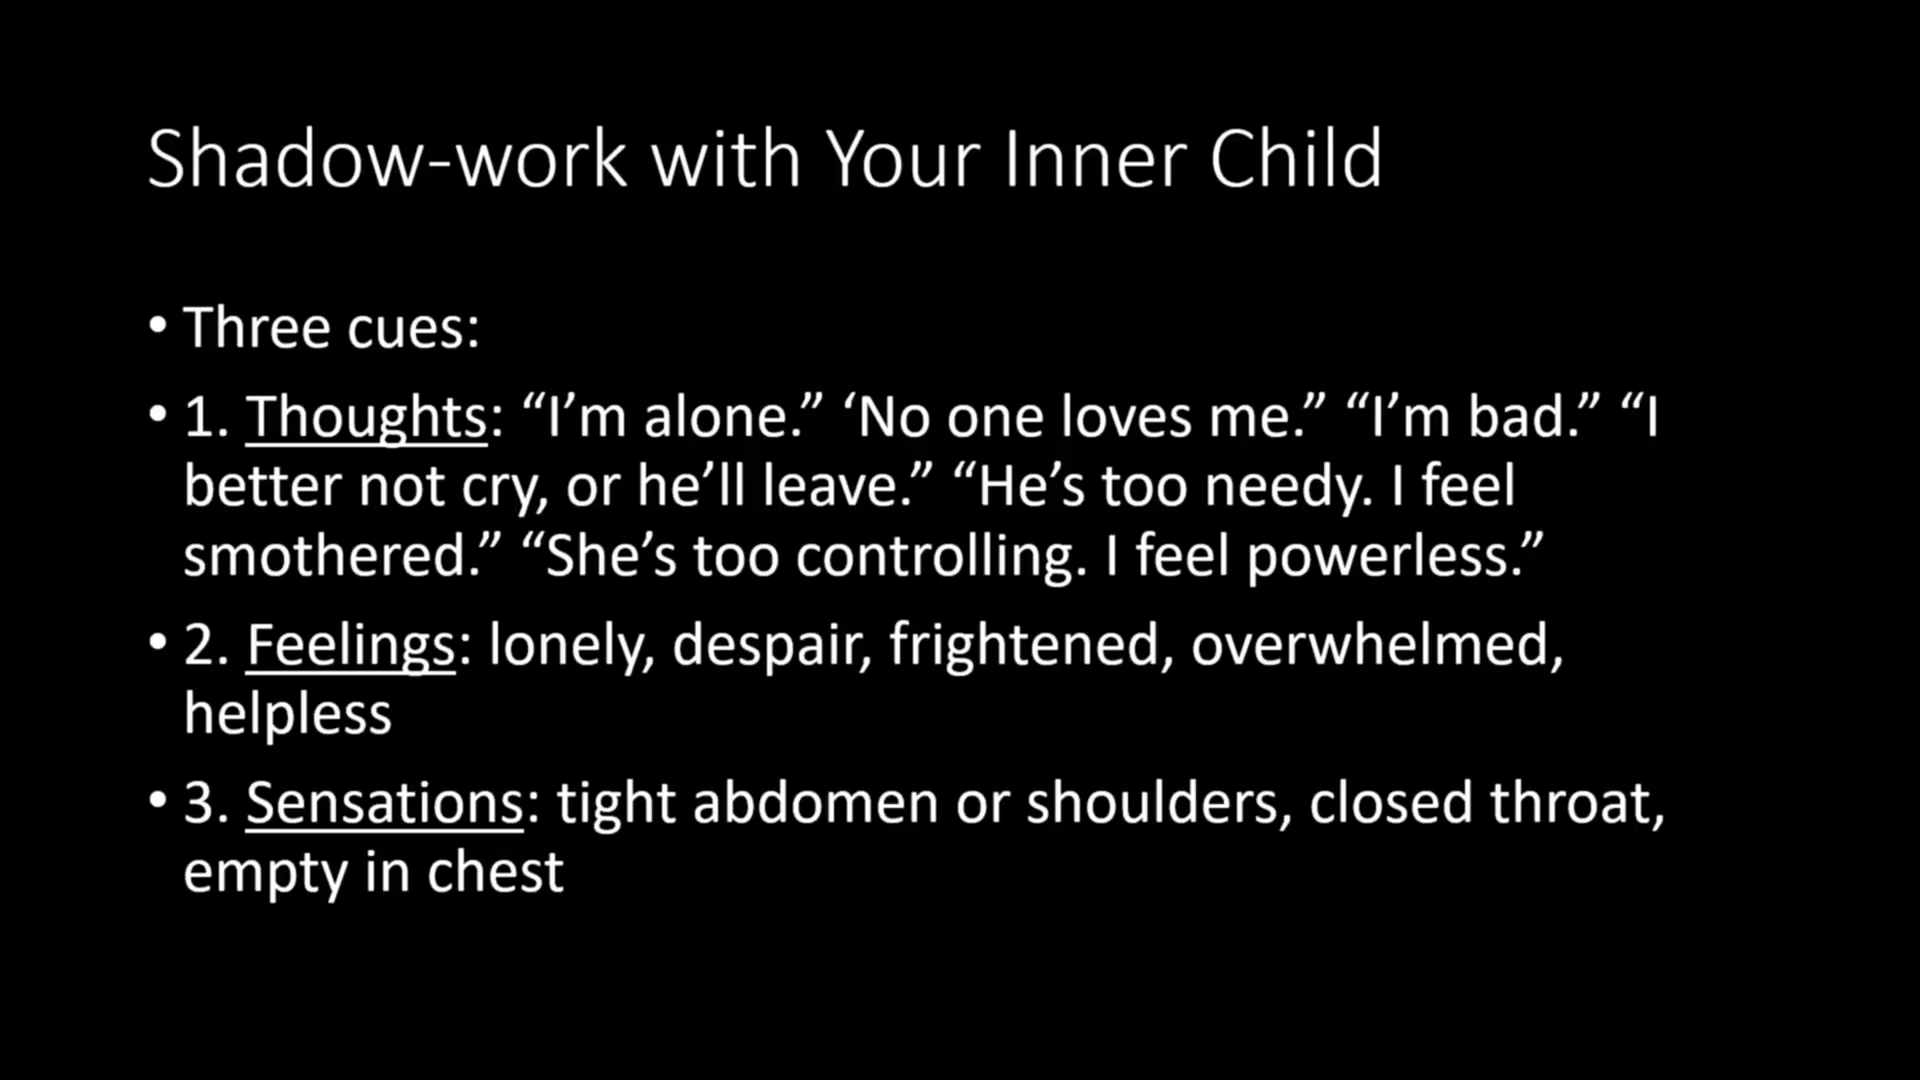 Shadow-work with Your Inner Child
• Three cues:
• 1. Thoughts: “I’m alone.” ‘No one loves me.” “I’m bad.” “I
better not cry, or he’ll leave.” “He’s too needy. I feel
smothered.” “She’s too controlling. I feel powerless.”
• 2. Feelings: lonely, despair, frightened, overwhelmed,
helpless
• 3. Sensations: tight abdomen or shoulders, closed throat,
empty in chest